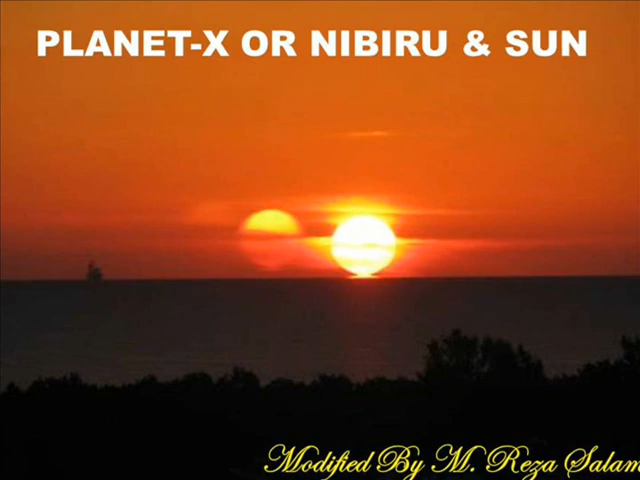 PLANET-X OR NIBIRU & SUN
Modified By M. Reza Salam